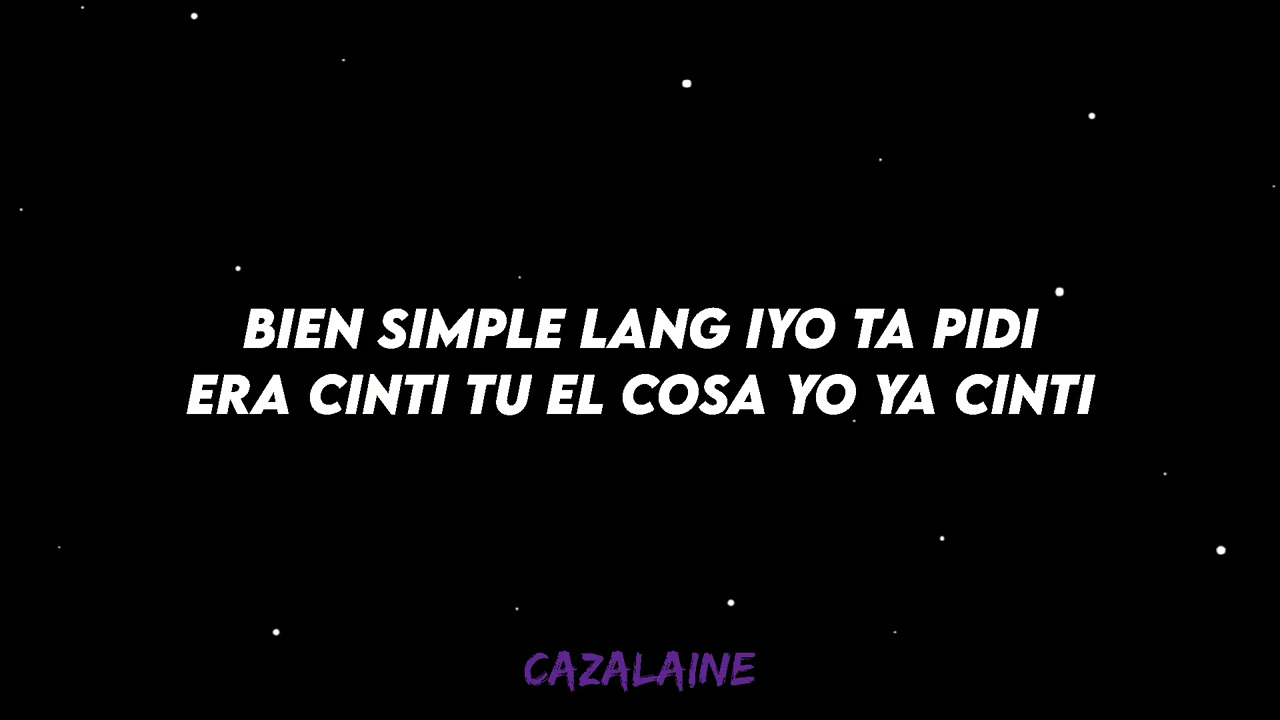 BIEN SIMPLE LANG IYO TA PIDI
ERA CINTI TU EL COSA YO YA CINTI
CAZALAINE